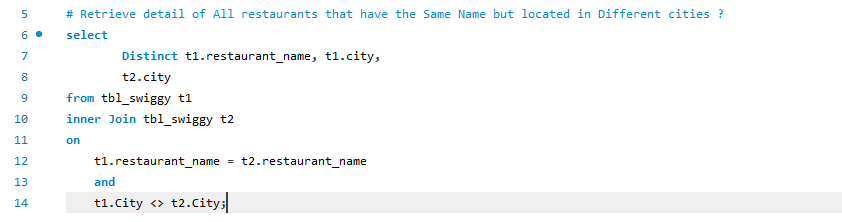 5 # Retrieve detail of All restaurants that have the Same Name but located in Different cities ?
6 select
7 Distinct t1.restaurant_name, t1.city,
8 t2.city
9 from tbl_swiggy t1
10 inner Join tbl_swiggy t2
11 on
12 t1.restaurant_name = t2.restaurant_name
13 and
14 t1.City <> t2.City;